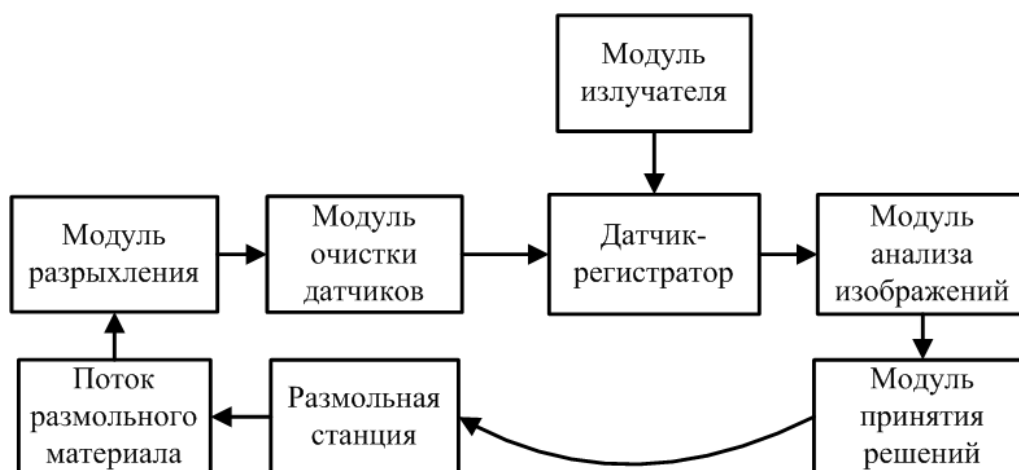 Модуль
излучателя
Модуль
разрыхления
Модуль
очистки
датчиков
Датчик-
регистратор
Модуль
анализа
изображений
Поток
размольного
материала
Размольная
станция
Модуль
принятия
решений